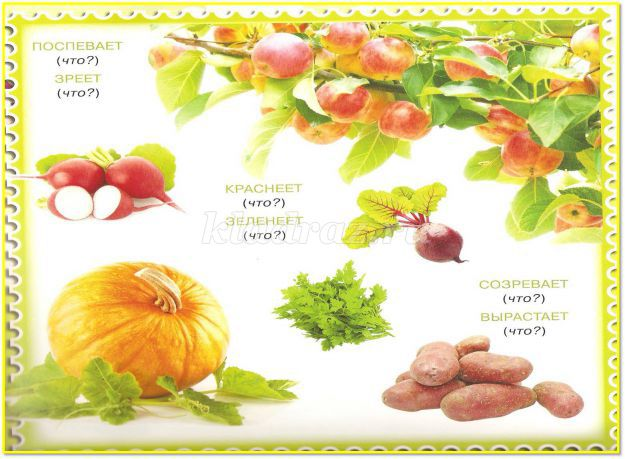 ПОСПЕВАЕТ
(что?)
ЗРЕЕТ
(что?)
КРАСНЕЕТ
(что?)
ЗЕЛЕНЕЕТ
(что?)
СОЗРЕВАЕТ
(что?)
ВЫРАСТАЕТ
(что?)